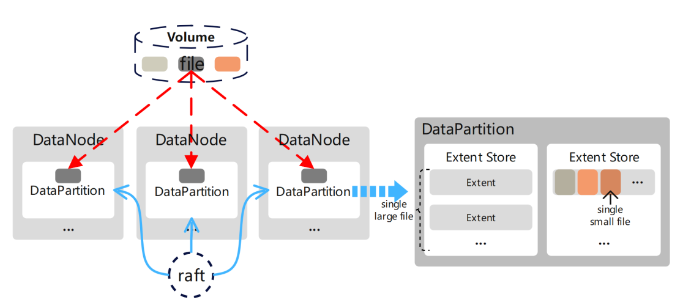 Volume
file
DataNode
DataNode
DataNode
DataPartition
DataPartition
DataPartition
...
...
...
raft
DataPartition
Extent Store
Extent
Extent
...
single
large file
Extent Store
...
single
small file
...